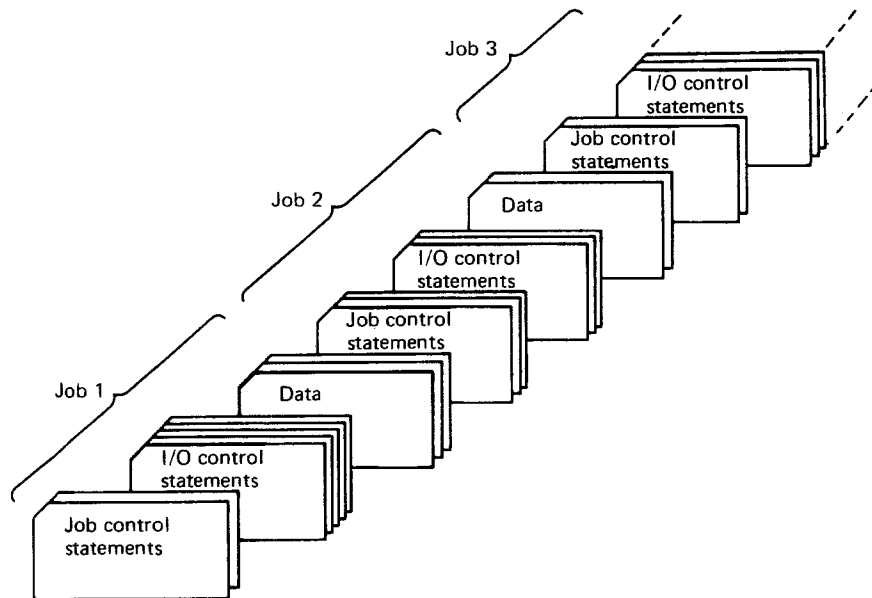 Job 3
I/O control
statements
Job control
statements
Job 2
Data
I/O control
statements
Job control
statements
Job 1
Data
I/O control
statements
Job control
statements